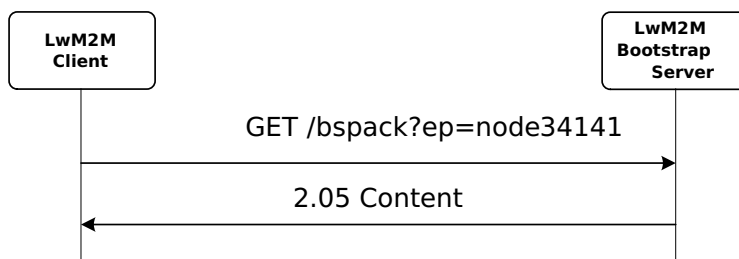 LwM2M
Client
LwM2M
Bootstrap
Server
GET /bspack?ep=node34141
2.05 Content